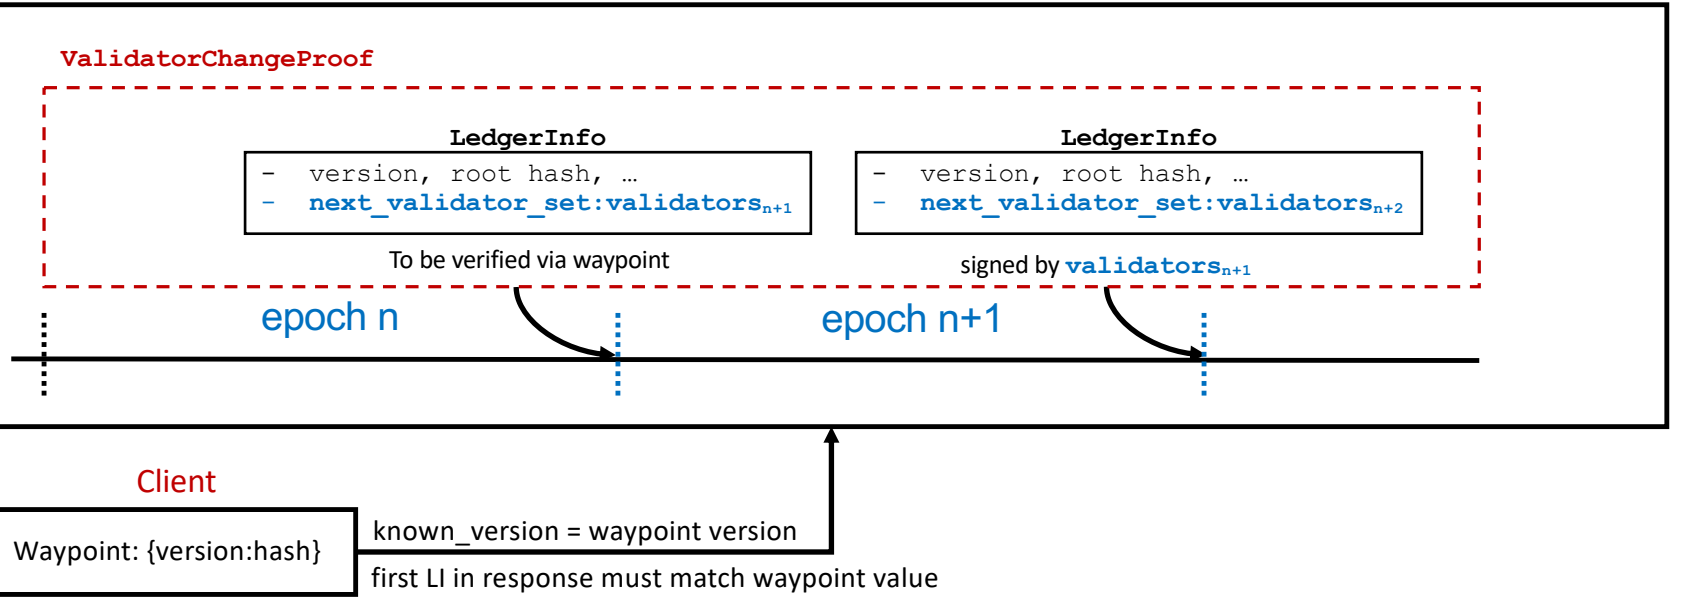 ValidatorChangeProof
LedgerInfo
- version, root hash, …
- next_validator_set:validatorsn+1
To be verified via waypoint
LedgerInfo
- version, root hash, …
- next_validator_set:validatorsn+2
signed by validatorsn+1
epoch n
epoch n+1
Client
Waypoint: {version:hash}
known_version = waypoint version
first LI in response must match waypoint value